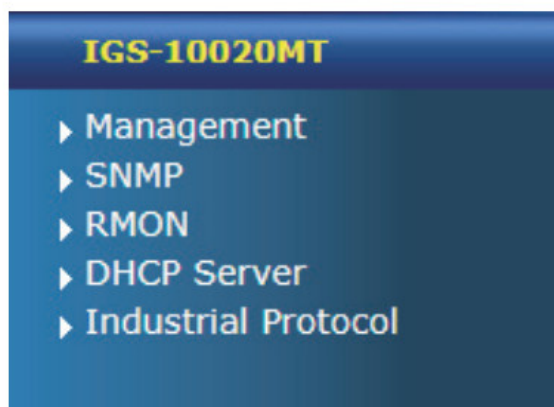 IGS-10020MT
Management
SNMP
RMON
DHCP Server
Industrial Protocol